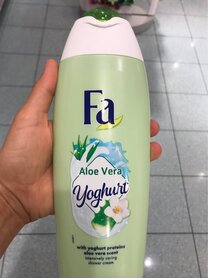 Fa
Aloe Vera
Yoghurt
with yoghurt proteins
aloe vera scent
intensively caring
shower cream